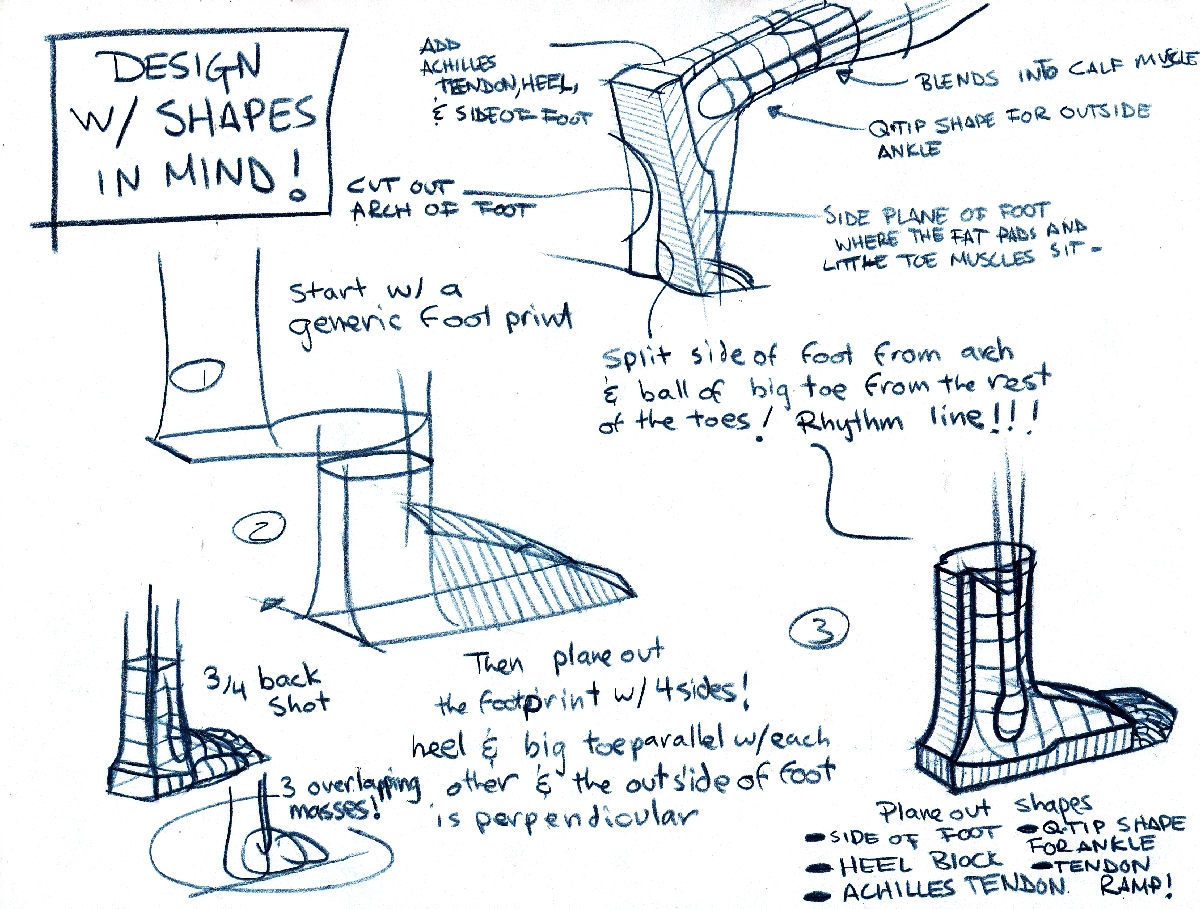 DESIGN
W/ SHAPES
IN MIND!
ADD
ACHILLES
TENDON, HEEL,
& SIDE OF FOOT
BLENDS INTO CALF MUSCLE
Q-TIP SHAPE FOR OUTSIDE
ANKLE
CUT OUT
ARCH OF FOOT
SIDE PLANE OF FOOT
WHERE THE FAT PADS AND
LITTLE TOE MUSCLES SIT -
Start w/ a
generic Foot print
1
Split side of foot from arch
& ball of big toe from the rest
of the toes! Rhythm line!!!
2
Then plane out
the footprint w/ 4 sides!
heel & big toe parallel w/each
other & the outside of foot
is perpendicular
3/4 back
Shot
3 overlapping
masses!
3
Plane out shapes
SIDE OF FOOT
HEEL BLOCK
ACHILLES TENDON
Q-TIP SHAPE
FOR ANKLE
TENDON
RAMP!